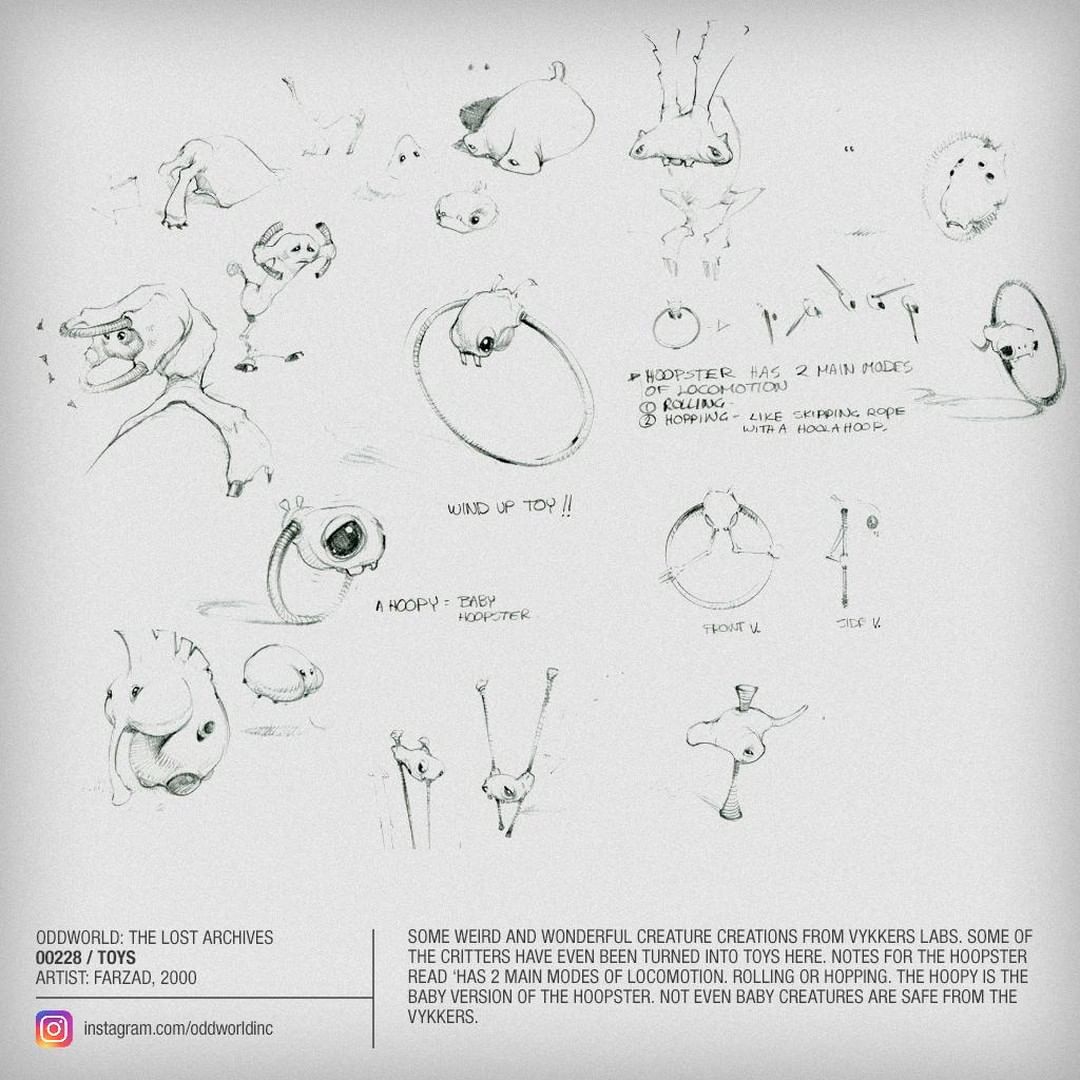 HOOPSTER HAS 2 MAIN MODES
OF LOCOMOTION
① ROLLING -
② HOPPING - LIKE SKIPPING ROPE
WITH A HOOLAHOOP.
WIND UP TOY !!
A HOOPY = BABY
HOOPSTER
FRONT V.
SIDE V.
ODDWORLD: THE LOST ARCHIVES
00228 / TOYS
ARTIST: FARZAD, 2000
instagram.com/oddworldinc
SOME WEIRD AND WONDERFUL CREATURE CREATIONS FROM VYKKERS LABS. SOME OF
THE CRITTERS HAVE EVEN BEEN TURNED INTO TOYS HERE. NOTES FOR THE HOOPSTER
READ ‘HAS 2 MAIN MODES OF LOCOMOTION. ROLLING OR HOPPING. THE HOOPY IS THE
BABY VERSION OF THE HOOPSTER. NOT EVEN BABY CREATURES ARE SAFE FROM THE
VYKKERS.